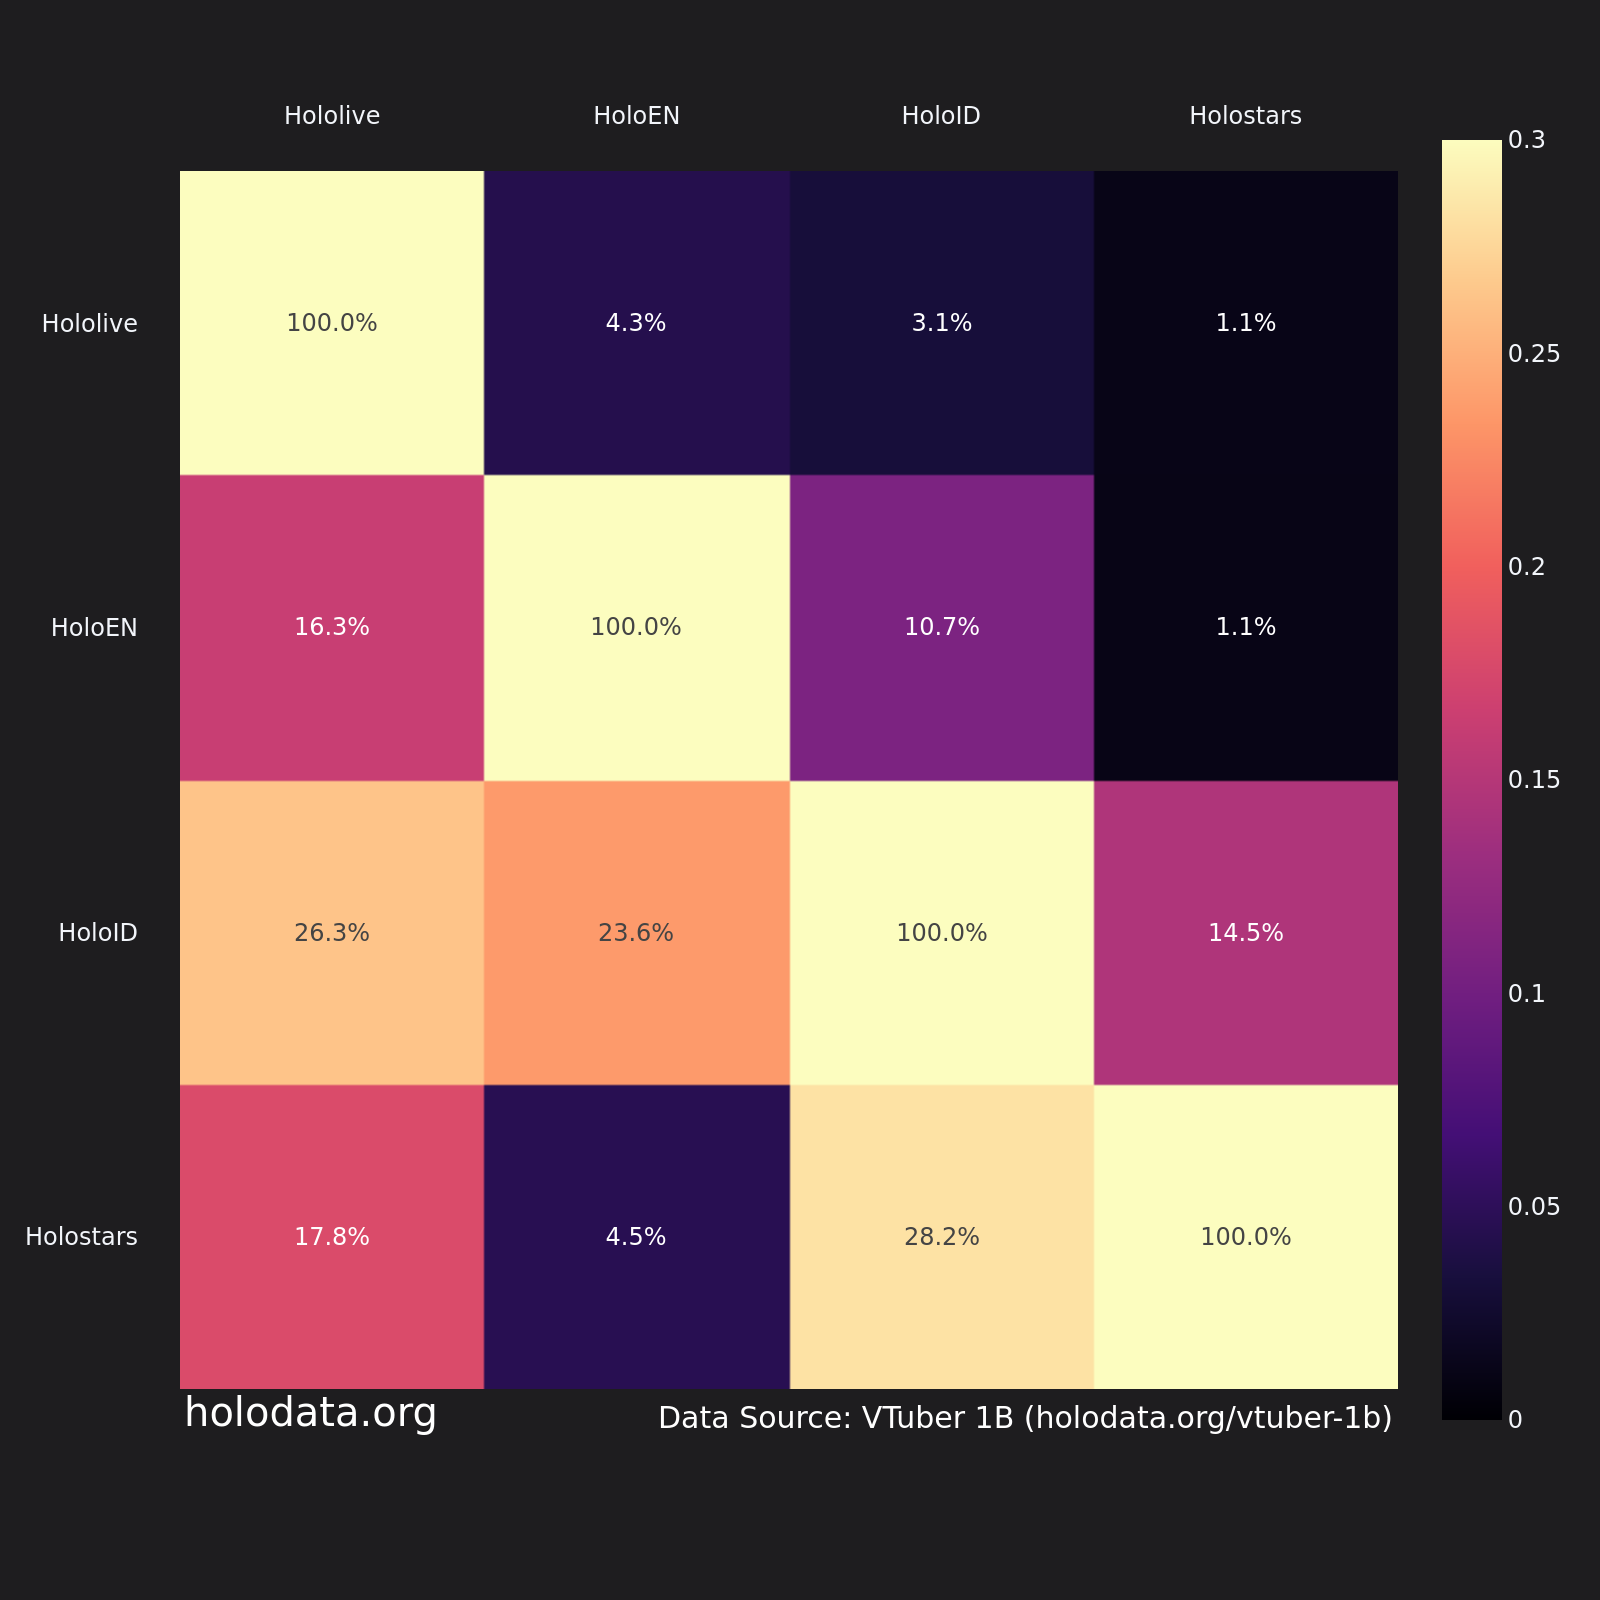 Hololive HoloEN HoloID Holostars
Hololive 100.0% 4.3% 3.1% 1.1%
HoloEN 16.3% 100.0% 10.7% 1.1%
HoloID 26.3% 23.6% 100.0% 14.5%
Holostars 17.8% 4.5% 28.2% 100.0%
0.3
0.25
0.2
0.15
0.1
0.05
0
holodata.org
Data Source: VTuber 1B (holodata.org/vtuber-1b)